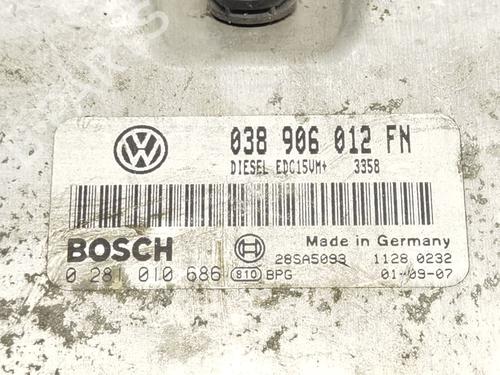 038 906 012 FN
DIESEL EDC15VM+ 3358
BOSCH
Made in Germany
28SA5093 1128 0232
0 281 010 686 810 BPG 01-09-07